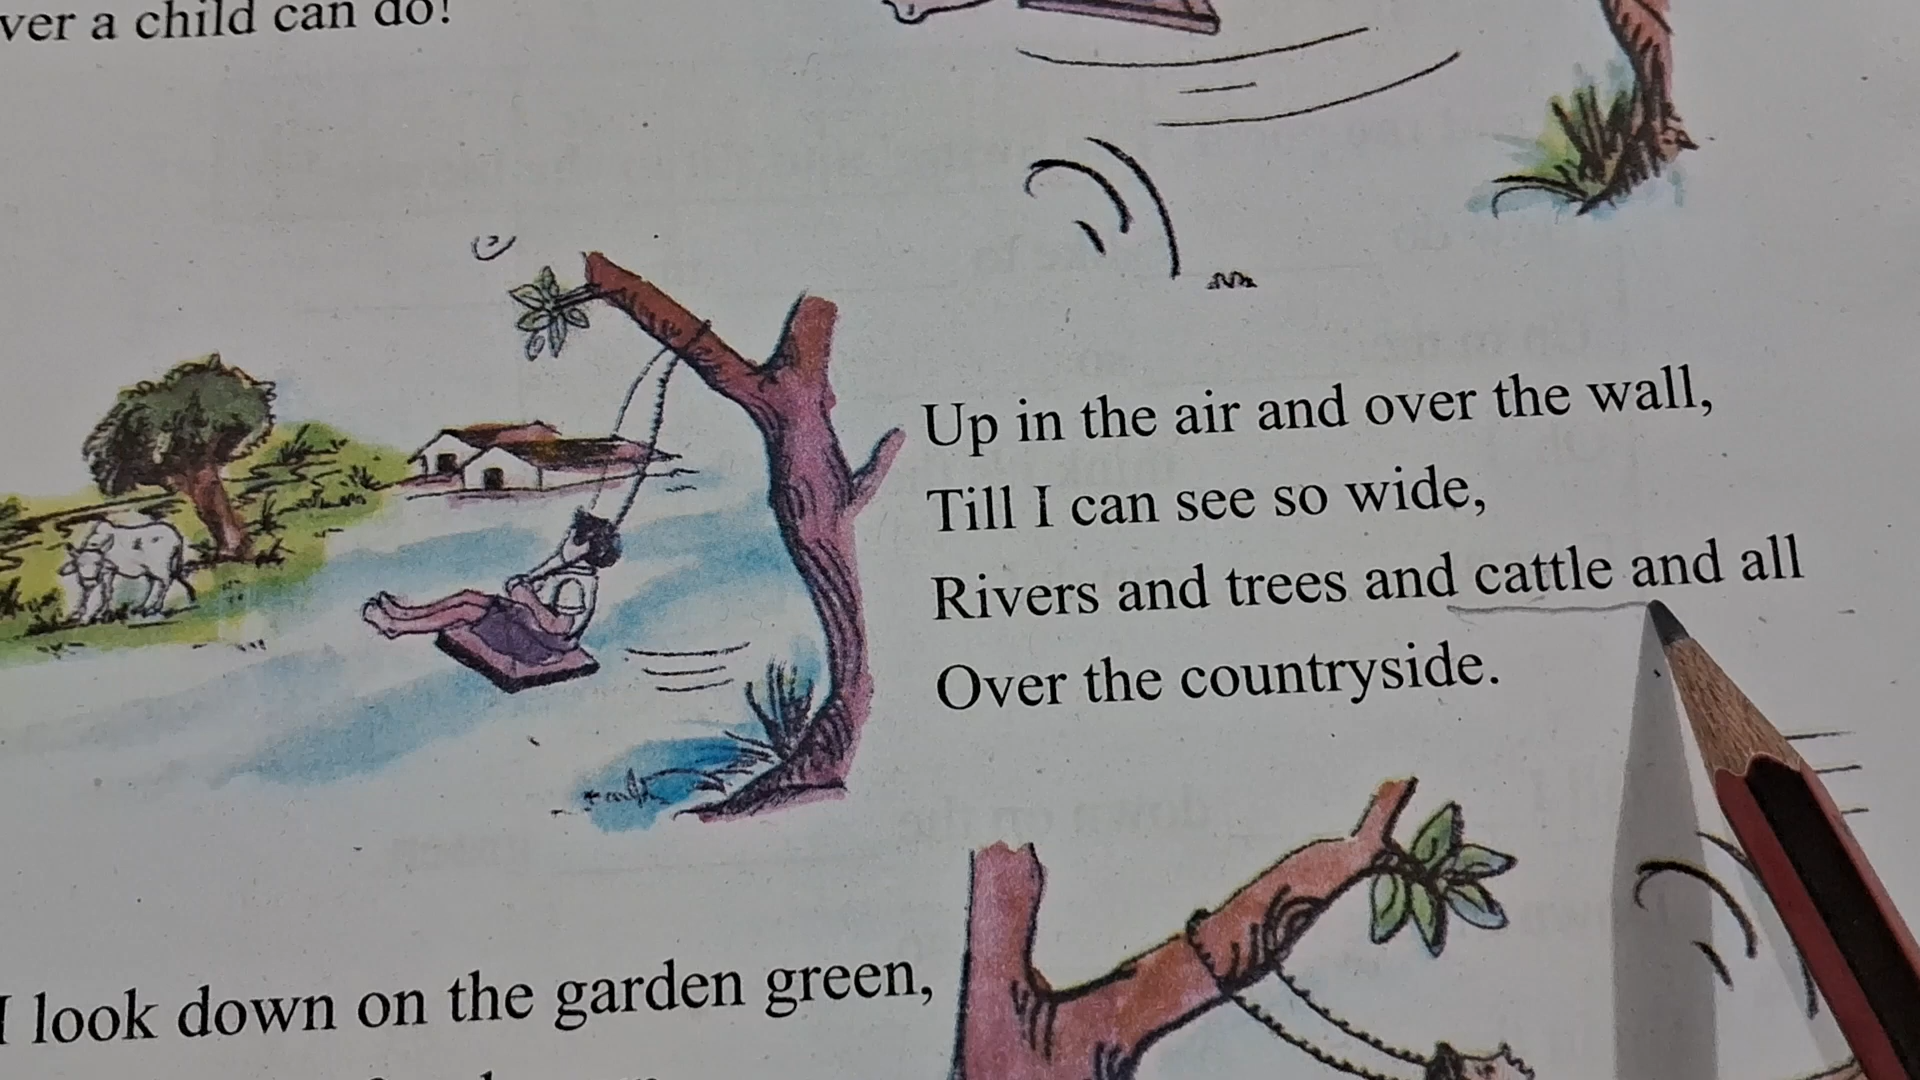 ver a child can do!
Up in the air and over the wall,
Till I can see so wide,
Rivers and trees and cattle and all
Over the countryside.
I look down on the garden green,